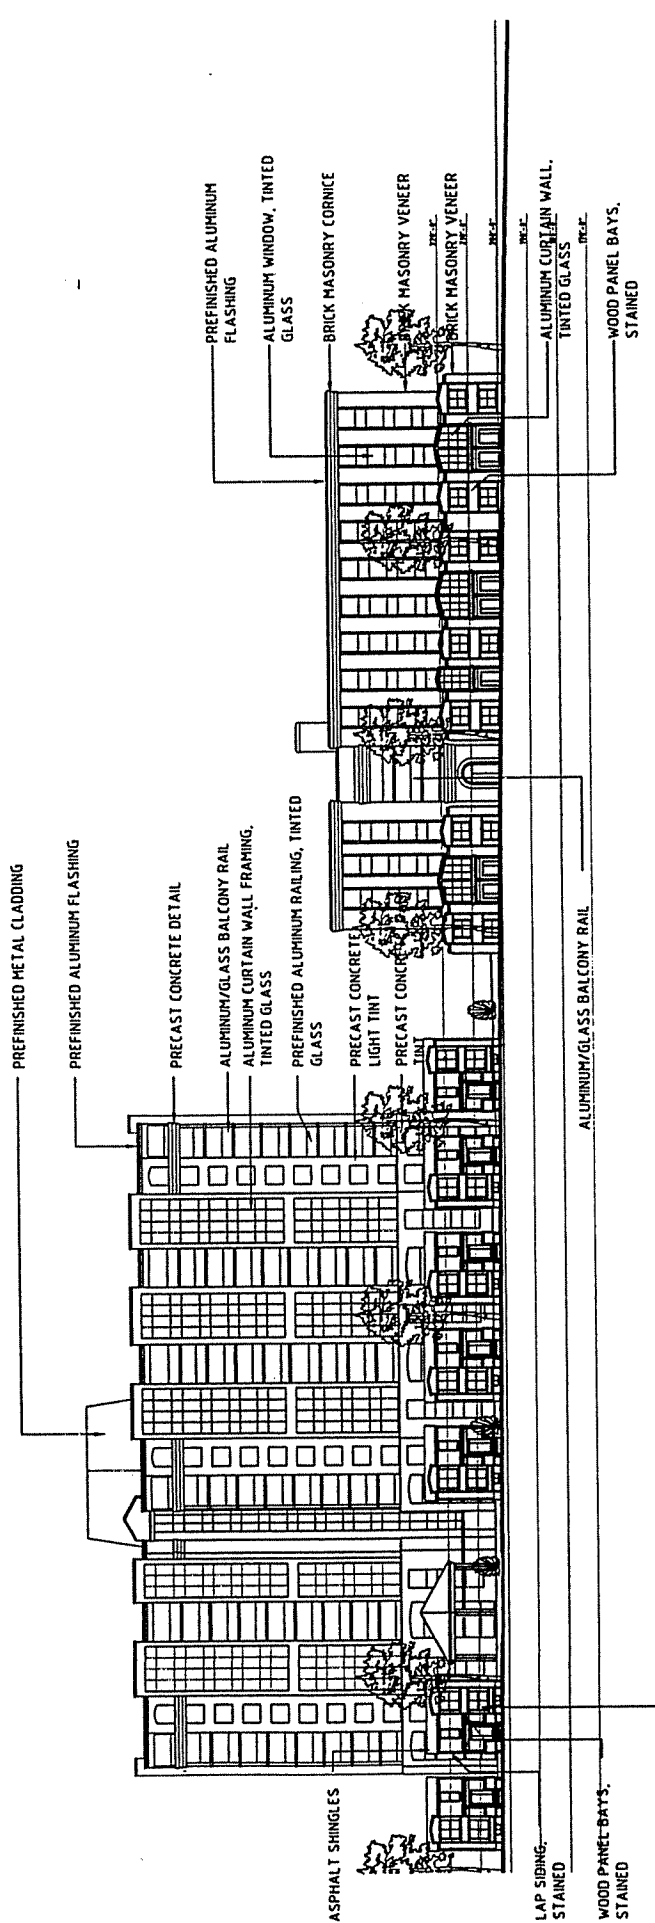 PREFINISHED METAL CLADDING
PREFINISHED ALUMINUM FLASHING
PRECAST CONCRETE DETAIL
ALUMINUM/GLASS BALCONY RAIL
ALUMINUM CURTAIN WALL FRAMING,
TINTED GLASS
PREFINISHED ALUMINUM RAILING, TINTED
GLASS
PRECAST CONCRETE
LIGHT TINT
PRECAST
TINT
ASPHALT SHINGLES
LAP SIDING,
STAINED
WOOD PANEL BAYS,
STAINED
PREFINISHED ALUMINUM
FLASHING
ALUMINUM WINDOW, TINTED
GLASS
BRICK MASONRY CORNICE
BRICK MASONRY VENEER
BRICK MASONRY VENEER
ALUMINUM CURTAIN WALL,
TINTED GLASS
WOOD PANEL BAYS,
STAINED
ALUMINUM/GLASS BALCONY RAIL